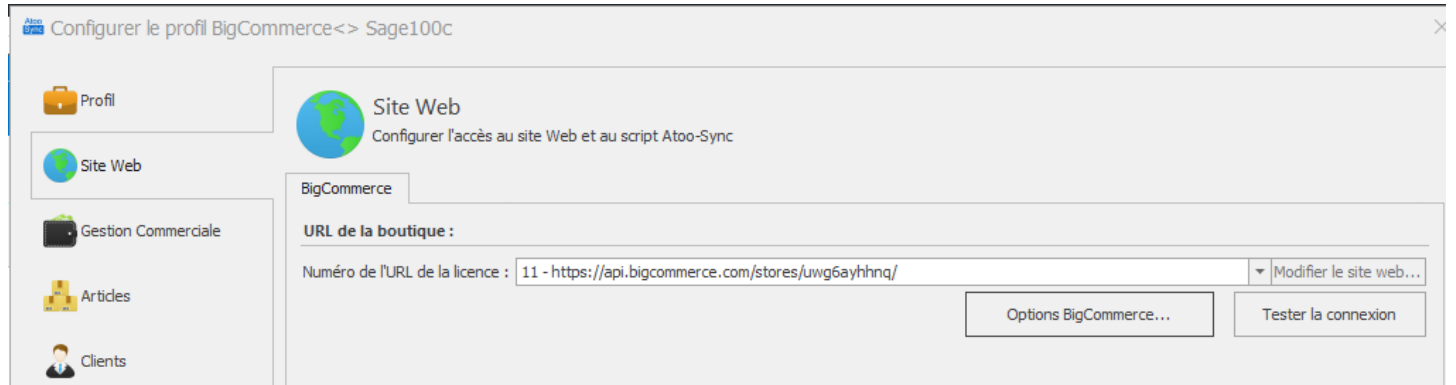 Atoo Sync Configurer le profil BigCommerce<> Sage100c
Profil
Site Web
Gestion Commerciale
Articles
Clients
Site Web
Configurer l'accès au site Web et au script Atoo-Sync
BigCommerce
URL de la boutique :
Numéro de l'URL de la licence : 11 - https://api.bigcommerce.com/stores/uwg6ayhhnq/ Modifier le site web...
Options BigCommerce... Tester la connexion